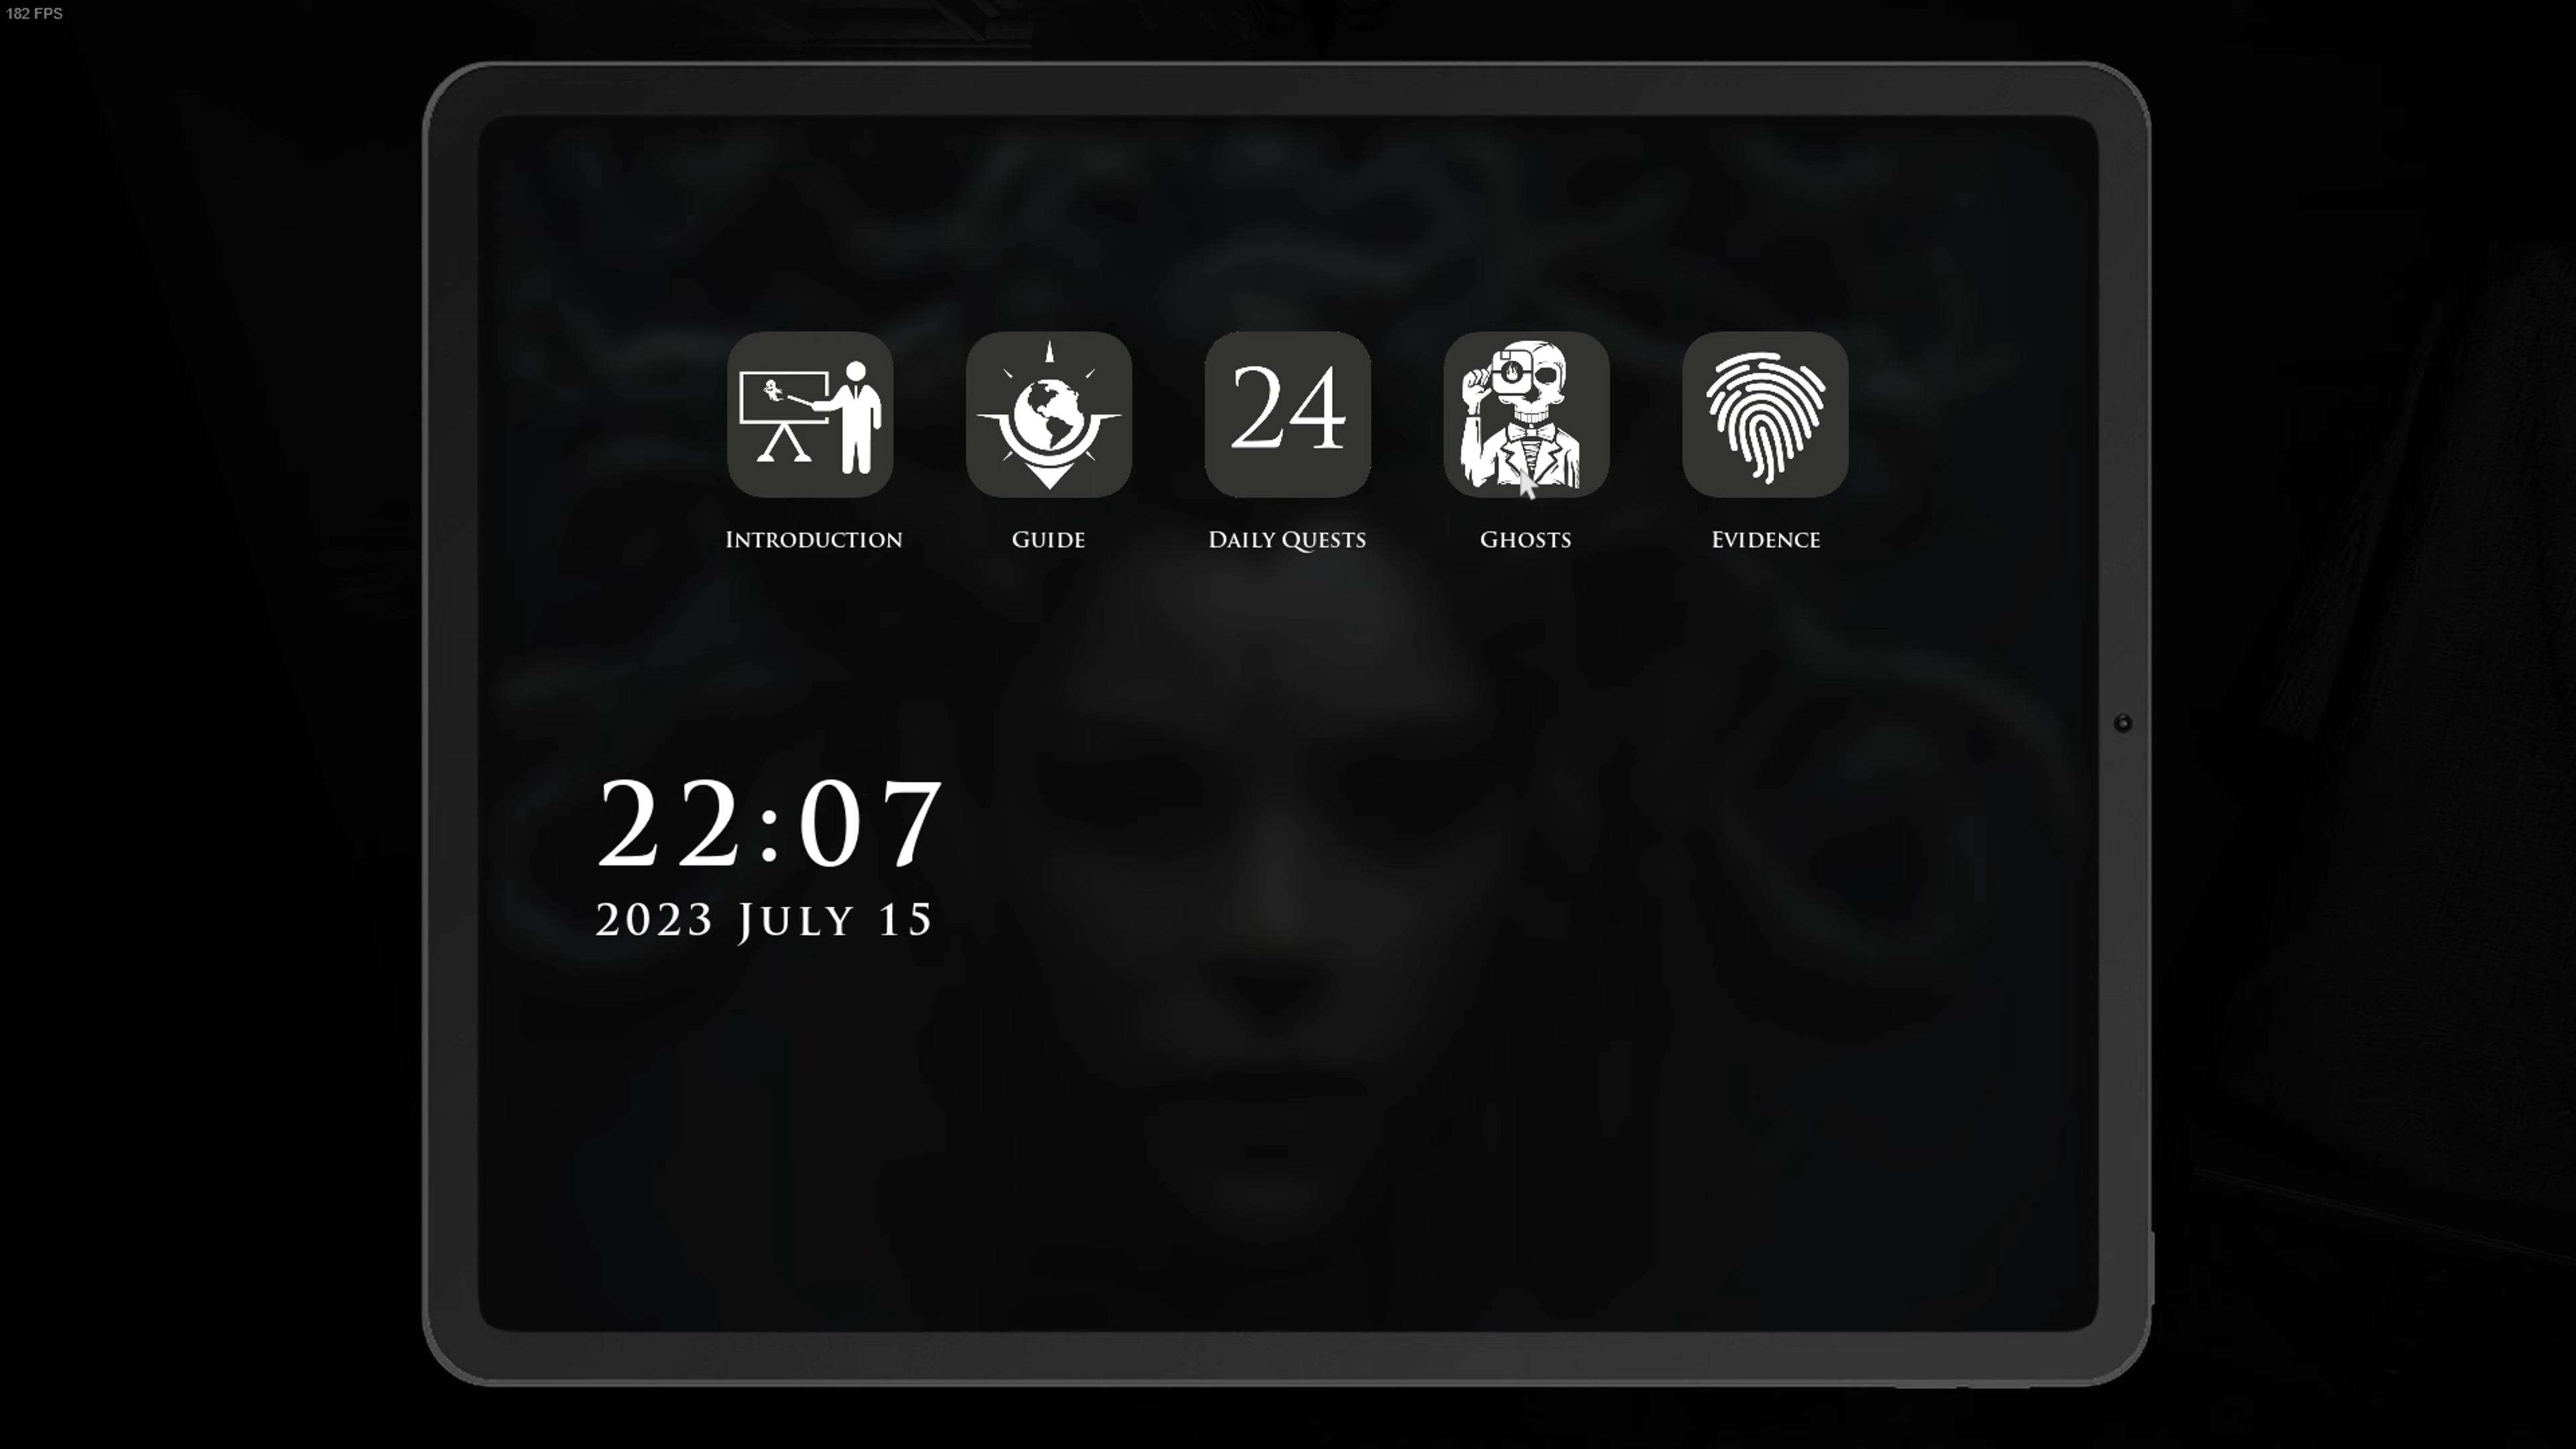 182 FPS
24
Introduction
Guide
Daily Quests
Ghosts
Evidence
22:07
2023 July 15